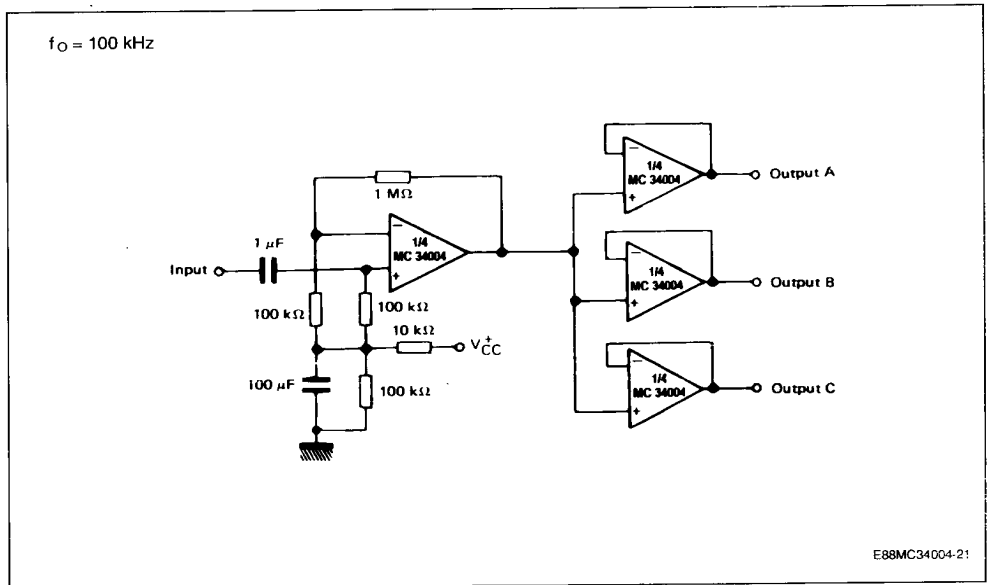 fO = 100 kHz
1/4
MC 34004
Output A
1 MΩ
1/4
MC 34004
1 μF
Input
100 kΩ
100 kΩ
10 kΩ
V+CC
100 μF
100 kΩ
1/4
MC 34004
Output B
1/4
MC 34004
Output C
E88MC34004-21